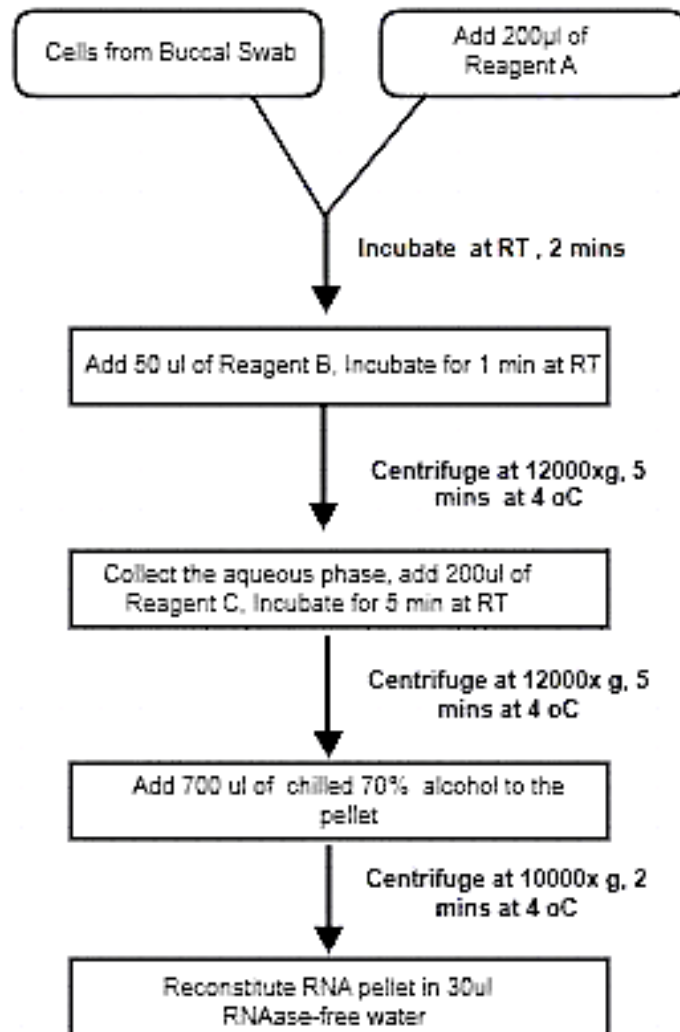 Cells from Buccal Swab
Add 200µl of
Reagent A
Incubate at RT , 2 mins
Add 50 ul of Reagent B, Incubate for 1 min at RT
Centrifuge at 12000xg, 5
mins at 4 oC
Collect the aqueous phase, add 200ul of
Reagent C, Incubate for 5 min at RT
Centrifuge at 12000x g, 5
mins at 4 oC
Add 700 ul of chilled 70% alcohol to the
pellet
Centrifuge at 10000x g, 2
mins at 4 oC
Reconstitute RNA pellet in 30ul
RNAase-free water